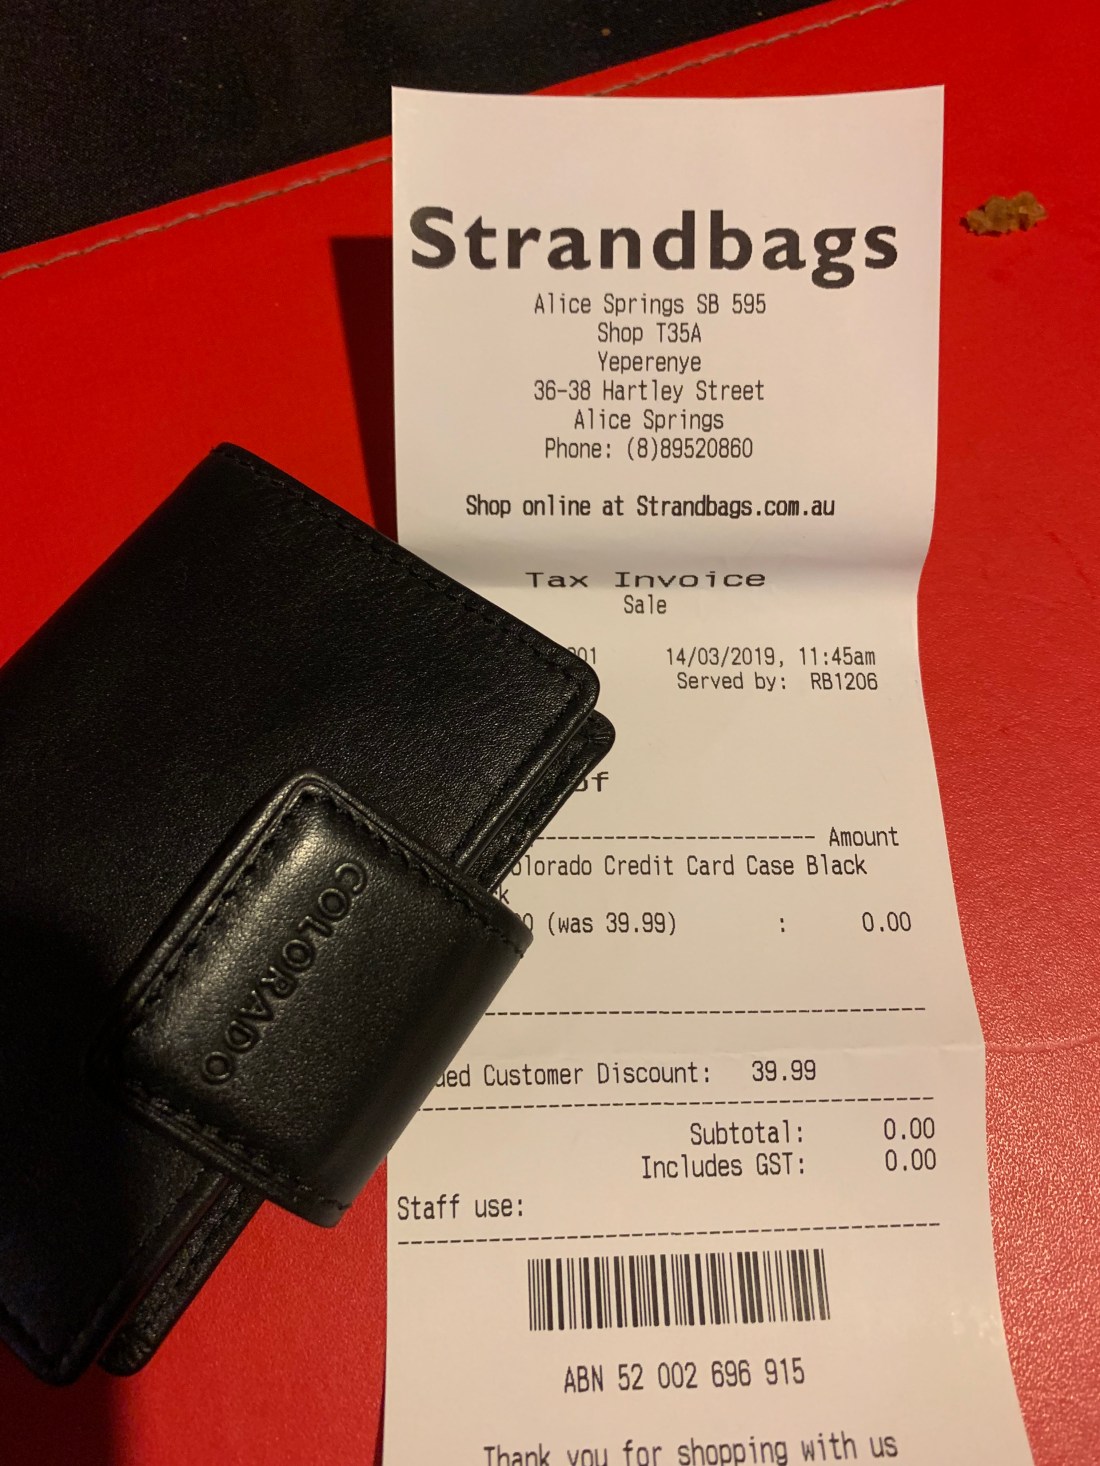 Strandbags
Alice Springs SB 595
Shop T35A
Yeperenye
36-38 Hartley Street
Alice Springs
Phone: (8)89520860
Shop online at Strandbags.com.au
Tax Invoice
Sale
14/03/2019, 11:45am
Served by: RB1206
Amount
Credit Card Case Black
(was 39.99) : 0.00
Customer Discount: 39.99
Subtotal: 0.00
Includes GST: 0.00
Staff use:
ABN 52 002 696 915
Thank you for shopping with us
COLORADO